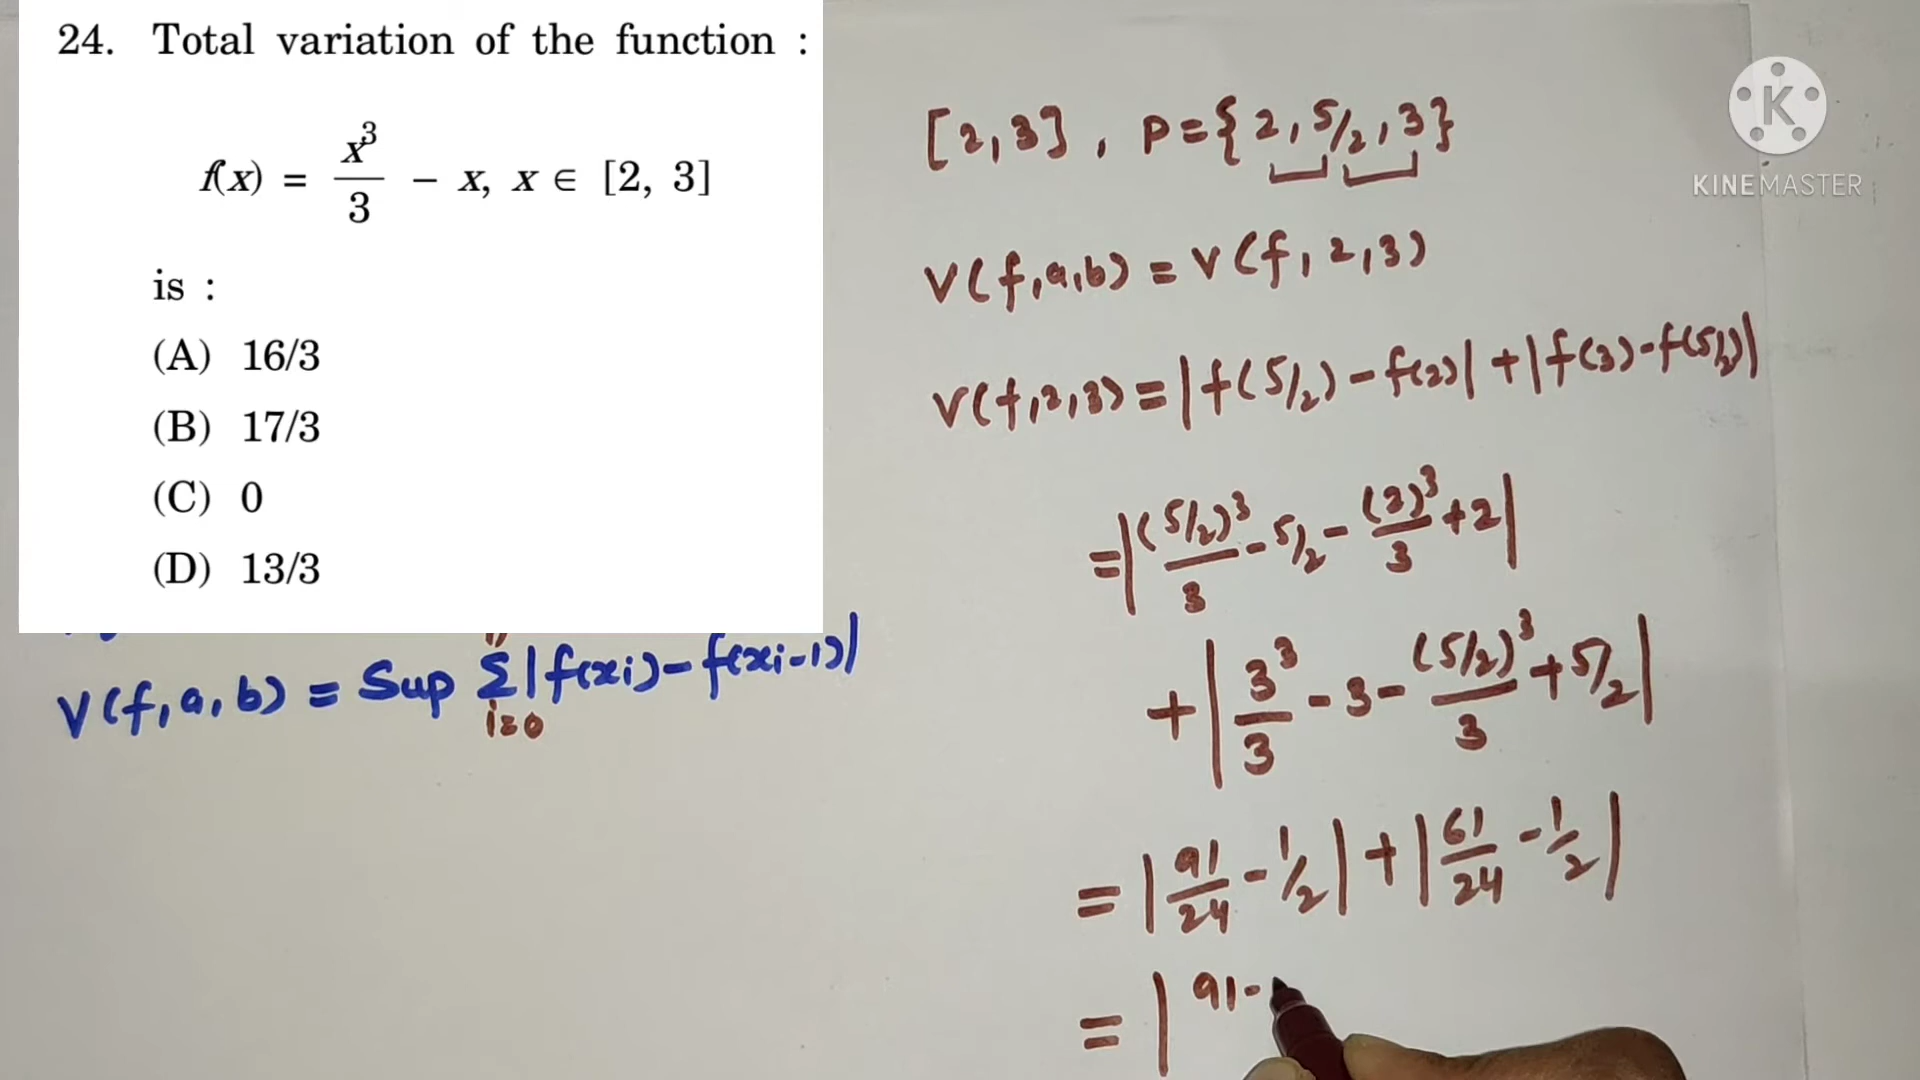 24. Total variation of the function :
f(x) = x³/3 − x, x ∈ [2, 3]
is :
(A) 16/3
(B) 17/3
(C) 0
(D) 13/3
V(f,a,b) = Sup Σ |f(xi)-f(xi-1)|
i=0
[2,3], P={2,5/2,3}
V(f,a,b) = V(f,2,3)
V(f,2,3) = |f(5/2)-f(2)|+|f(3)-f(5/2)|
=|(5/2)³/3 - 5/2 - (2)³/3 +2|
+|3³/3 - 3 - (5/2)³/3 + 5/2|
= |91/24 - 1/2|+|61/24 - 1/2|
= | 91-
K
KINEMASTER